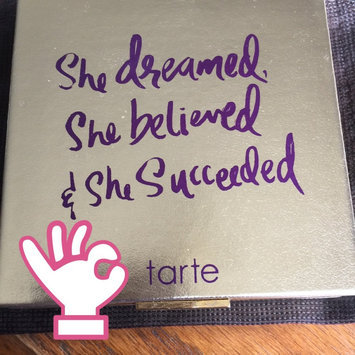 She dreamed,
She believed
& She Succeeded
tarte